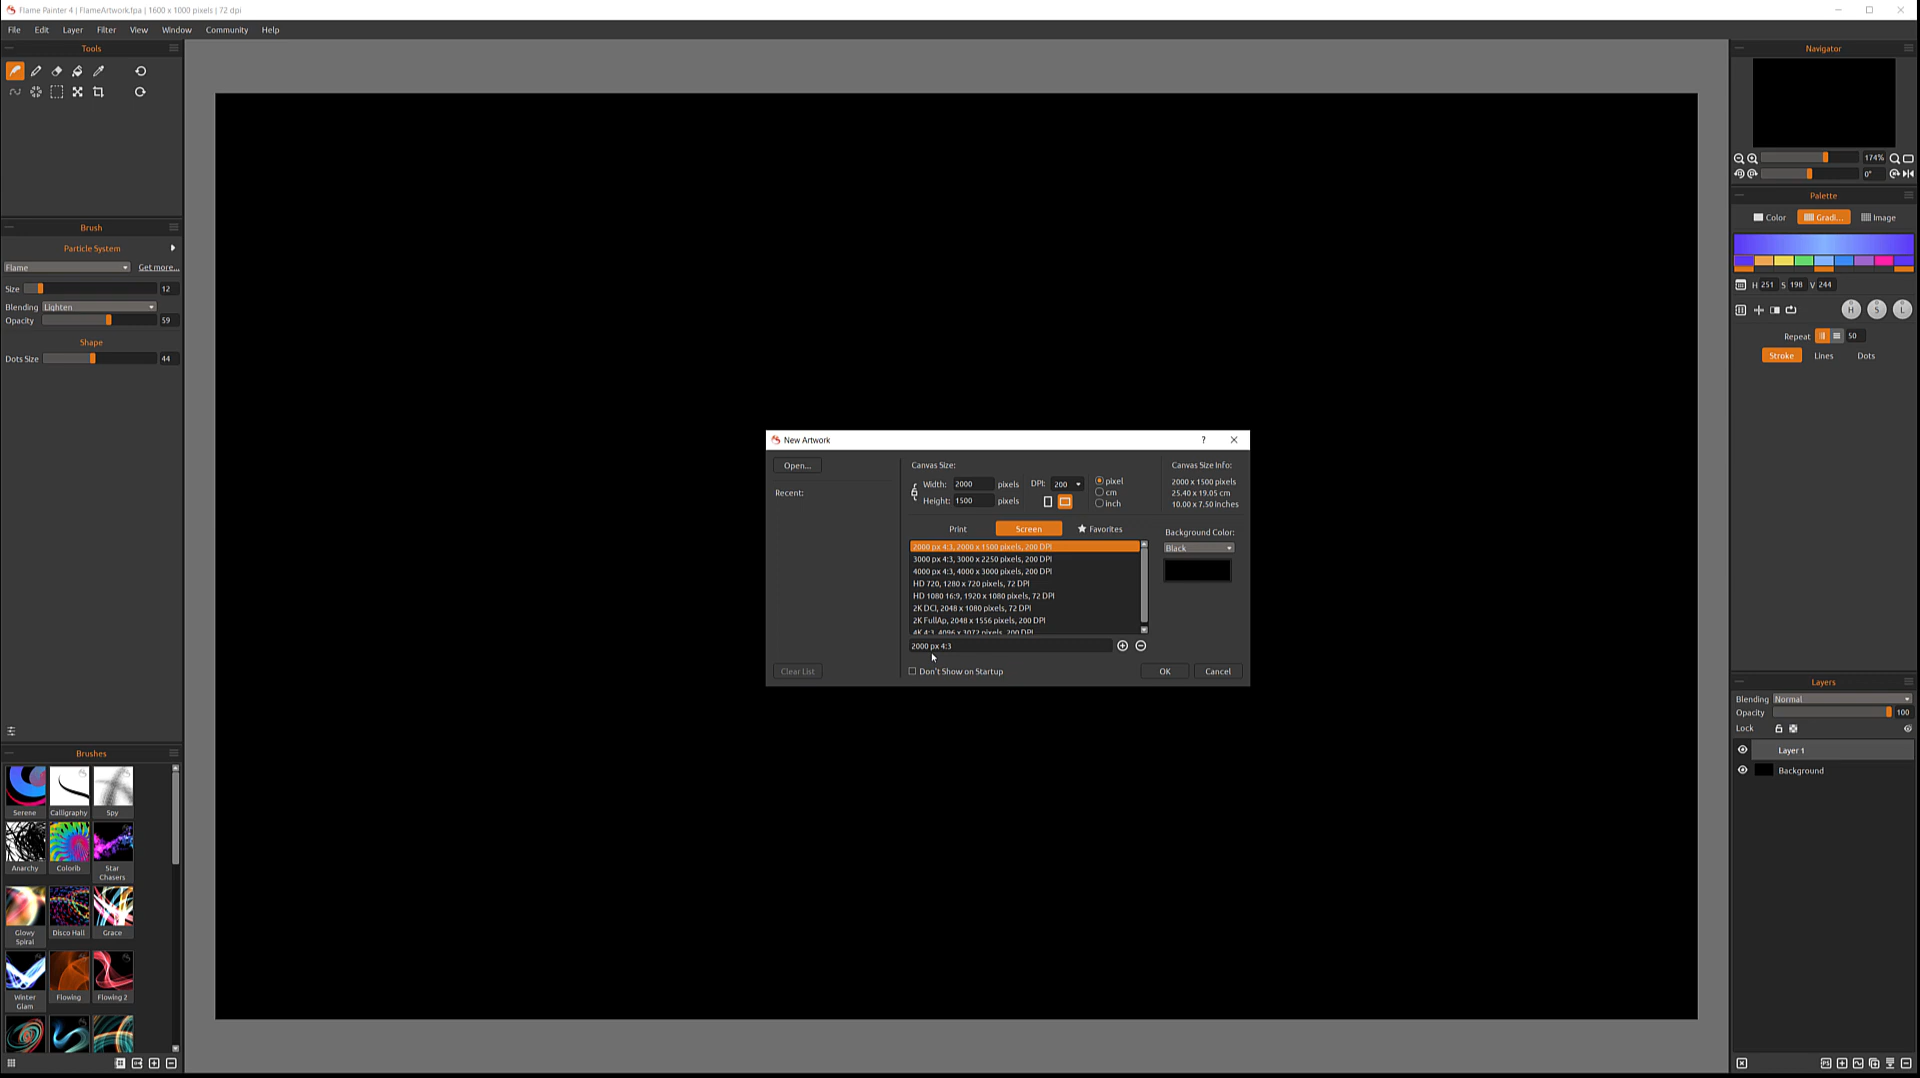 Flame Painter 4 | FlameArtwork.fpa | 1600 x 1000 pixels | 72 dpi
File Edit Layer Filter View Window Community Help
Tools
Brush
Particle System
Flame Get more...
Size 12
Blending Lighten
Opacity 59
Shape
Dots Size 44
Brushes
Serene Calligraphy Spy
Anarchy Colorib Star Chasers
Glowy Spiral Disco Hall Grace
Winter Glam Flowing Flowing 2
New Artwork ?
Open...
Recent:
Clear List
Canvas Size:
Width: 2000 pixels DPI: 200
Height: 1500 pixels
pixel
cm
inch
Canvas Size Info:
2000 x 1500 pixels
25.40 x 19.05 cm
10.00 x 7.50 inches
Print Screen Favorites
2000 px 4:3, 2000 x 1500 pixels, 200 DPI
3000 px 4:3, 3000 x 2250 pixels, 200 DPI
4000 px 4:3, 4000 x 3000 pixels, 200 DPI
HD 720, 1280 x 720 pixels, 72 DPI
HD 1080 16:9, 1920 x 1080 pixels, 72 DPI
2K DCI, 2048 x 1080 pixels, 72 DPI
2K FullAp, 2048 x 1556 pixels, 200 DPI
4K 4:3, 4096 x 3072 pixels, 200 DPI
2000 px 4:3
Background Color:
Black
Don't Show on Startup
OK Cancel
Navigator
174%
0°
Palette
Color Gradi... Image
H 251 S 198 V 244
H S L
Repeat 50
Stroke Lines Dots
Layers
Blending Normal
Opacity 100
Lock
Layer 1
Background
PS